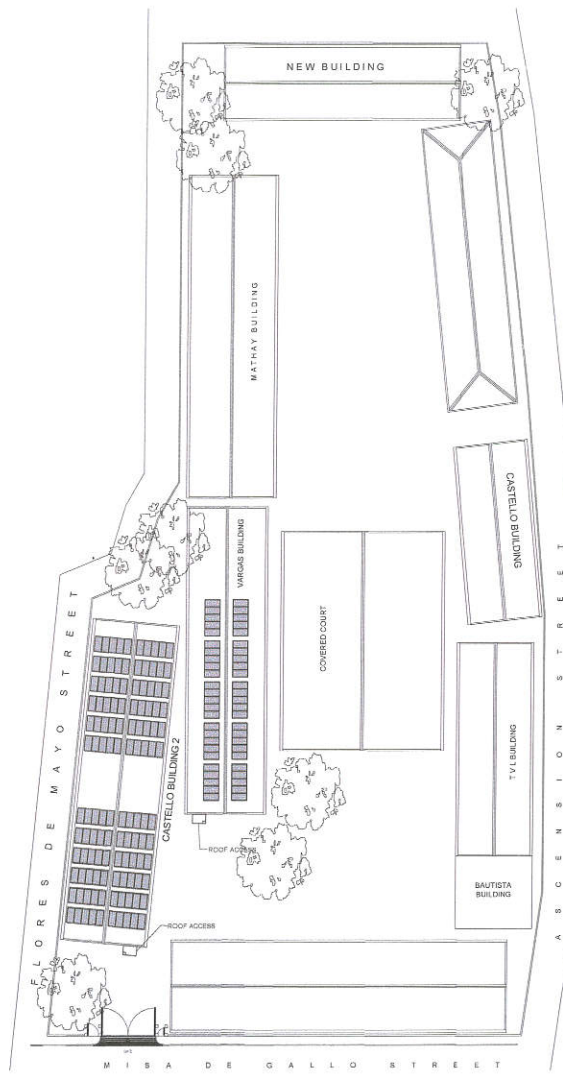 NEW BUILDING
MATHAY BUILDING
CASTELLO BUILDING
VARGAS BUILDING
COVERED COURT
FLORES DE MAYO STREET
CASTELLO BUILDING 2
TVL BUILDING
ASCENSION STREET
ROOF ACCESS
BAUTISTA
BUILDING
ROOF ACCESS
MISA DE GALLO STREET